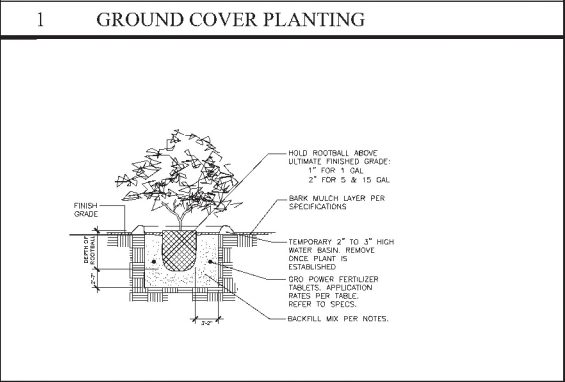 1 GROUND COVER PLANTING
HOLD ROOTBALL ABOVE
ULTIMATE FINISHED GRADE:
1" FOR 1 GAL
2" FOR 5 & 15 GAL
BARK MULCH LAYER PER
SPECIFICATIONS
FINISH
GRADE
TEMPORARY 2" TO 3" HIGH
WATER BASIN. REMOVE
ONCE PLANT IS
ESTABLISHED
GRO POWER FERTILIZER
TABLETS. APPLICATION
RATES PER TABLE.
REFER TO SPECS.
BACKFILL MIX PER NOTES.
DEPTH OF
ROOTBALL